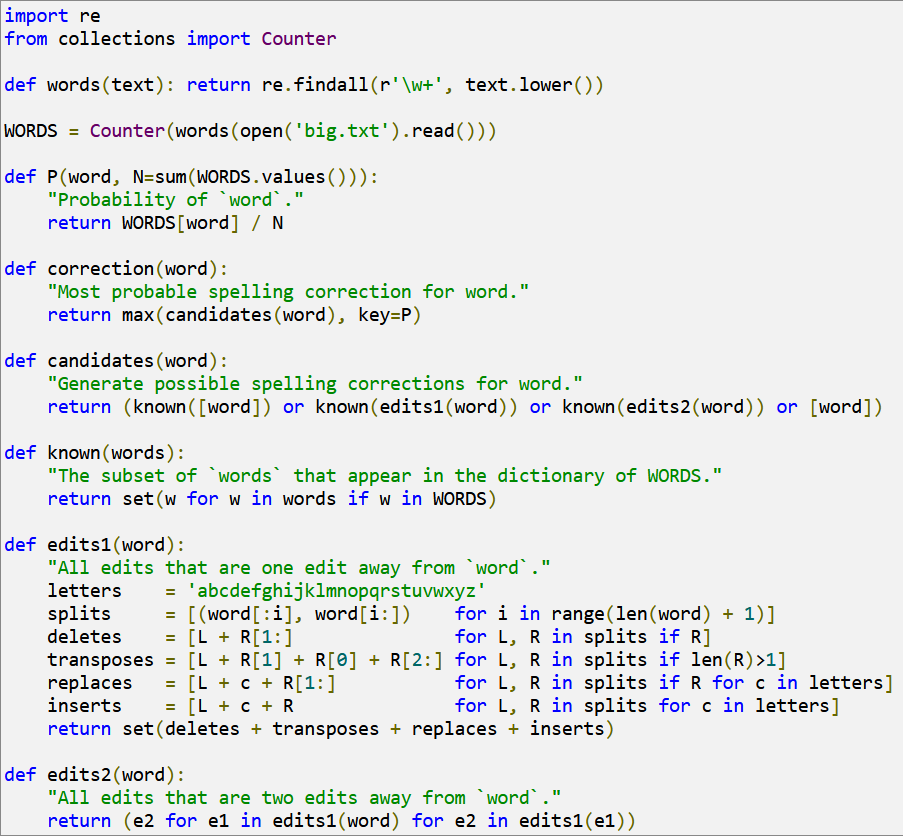 import re
from collections import Counter

def words(text): return re.findall(r'\w+', text.lower())

WORDS = Counter(words(open('big.txt').read()))

def P(word, N=sum(WORDS.values())):
    "Probability of `word`."
    return WORDS[word] / N

def correction(word):
    "Most probable spelling correction for word."
    return max(candidates(word), key=P)

def candidates(word):
    "Generate possible spelling corrections for word."
    return (known([word]) or known(edits1(word)) or known(edits2(word)) or [word])

def known(words):
    "The subset of `words` that appear in the dictionary of WORDS."
    return set(w for w in words if w in WORDS)

def edits1(word):
    "All edits that are one edit away from `word`."
    letters    = 'abcdefghijklmnopqrstuvwxyz'
    splits     = [(word[:i], word[i:])    for i in range(len(word) + 1)]
    deletes    = [L + R[1:]               for L, R in splits if R]
    transposes = [L + R[1] + R[0] + R[2:] for L, R in splits if len(R)>1]
    replaces   = [L + c + R[1:]           for L, R in splits if R for c in letters]
    inserts    = [L + c + R               for L, R in splits for c in letters]
    return set(deletes + transposes + replaces + inserts)

def edits2(word):
    "All edits that are two edits away from `word`."
    return (e2 for e1 in edits1(word) for e2 in edits1(e1))